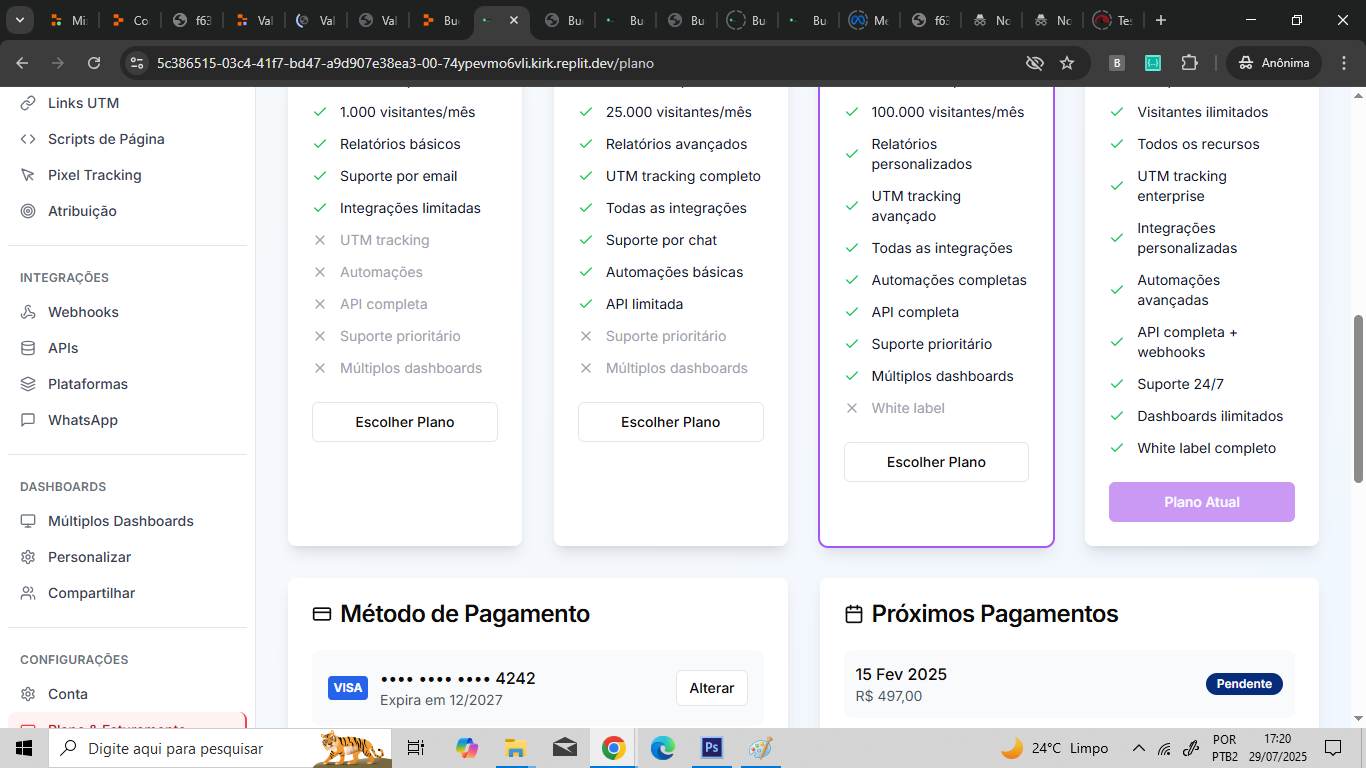 Mix
Co
f63
Val
Val
Val
Bu
Bu
Bu
Bu
Bu
Bu
Me
f63
No
No
Tes
5c386515-03c4-41f7-bd47-a9d907e38ea3-00-74ypevmo6vli.kirk.replit.dev/plano
B
Anônima
Links UTM
Scripts de Página
Pixel Tracking
Atribuição
INTEGRAÇÕES
Webhooks
APIs
Plataformas
WhatsApp
DASHBOARDS
Múltiplos Dashboards
Personalizar
Compartilhar
CONFIGURAÇÕES
Conta
1.000 visitantes/mês
Relatórios básicos
Suporte por email
Integrações limitadas
UTM tracking
Automações
API completa
Suporte prioritário
Múltiplos dashboards
Escolher Plano
25.000 visitantes/mês
Relatórios avançados
UTM tracking completo
Todas as integrações
Suporte por chat
Automações básicas
API limitada
Suporte prioritário
Múltiplos dashboards
Escolher Plano
100.000 visitantes/mês
Relatórios
personalizados
UTM tracking
avançado
Todas as integrações
Automações completas
API completa
Suporte prioritário
Múltiplos dashboards
White label
Escolher Plano
Visitantes ilimitados
Todos os recursos
UTM tracking
enterprise
Integrações
personalizadas
Automações
avançadas
API completa +
webhooks
Suporte 24/7
Dashboards ilimitados
White label completo
Plano Atual
Método de Pagamento
VISA
•••• •••• •••• 4242
Expira em 12/2027
Alterar
Próximos Pagamentos
15 Fev 2025
R$ 497,00
Pendente
Digite aqui para pesquisar
Ps
24°C Limpo
POR
PTB2
17:20
29/07/2025